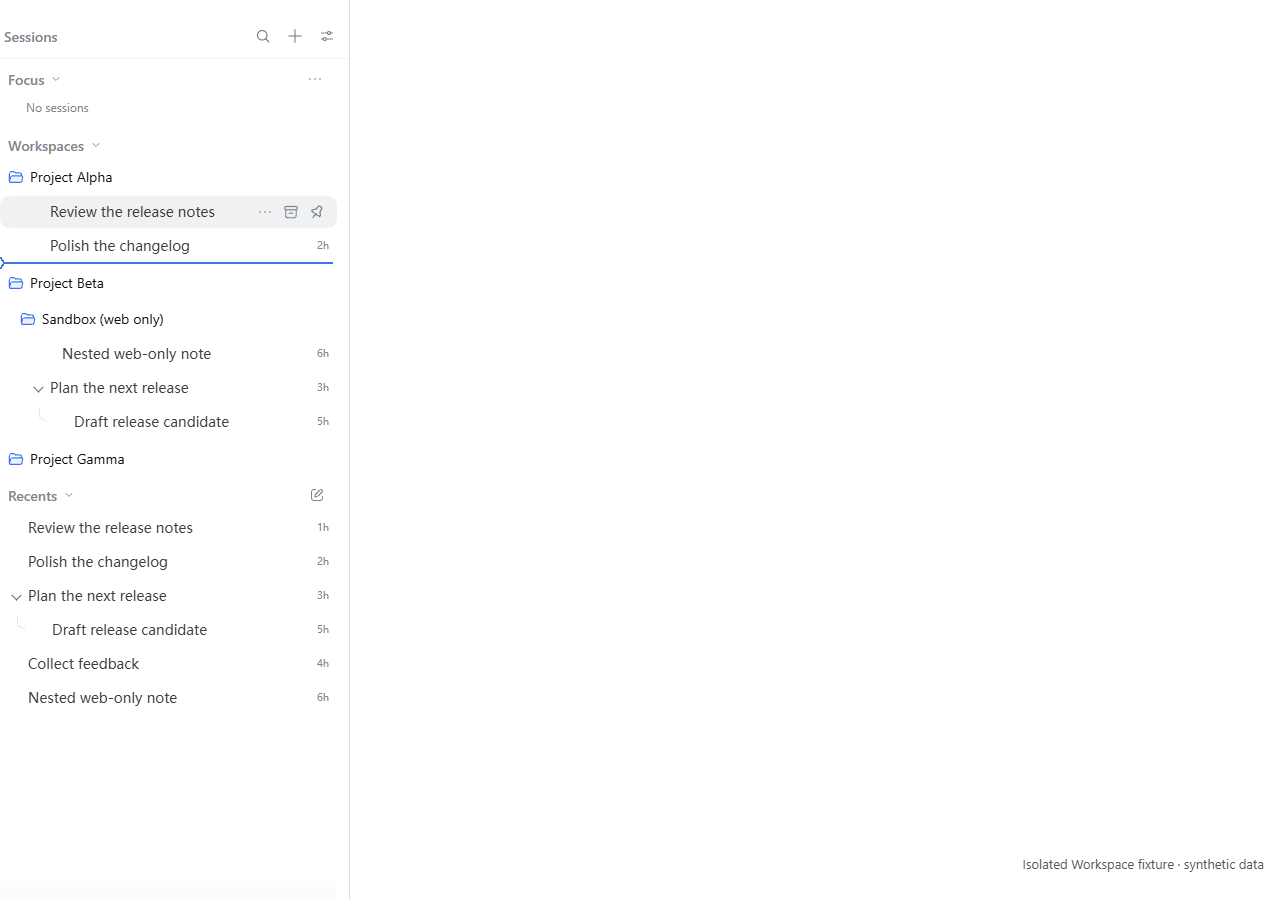 Sessions
Focus
No sessions
Workspaces
Project Alpha
Review the release notes
Polish the changelog 2h
Project Beta
Sandbox (web only)
Nested web-only note 6h
Plan the next release 3h
Draft release candidate 5h
Project Gamma
Recents
Review the release notes 1h
Polish the changelog 2h
Plan the next release 3h
Draft release candidate 5h
Collect feedback 4h
Nested web-only note 6h
Isolated Workspace fixture · synthetic data